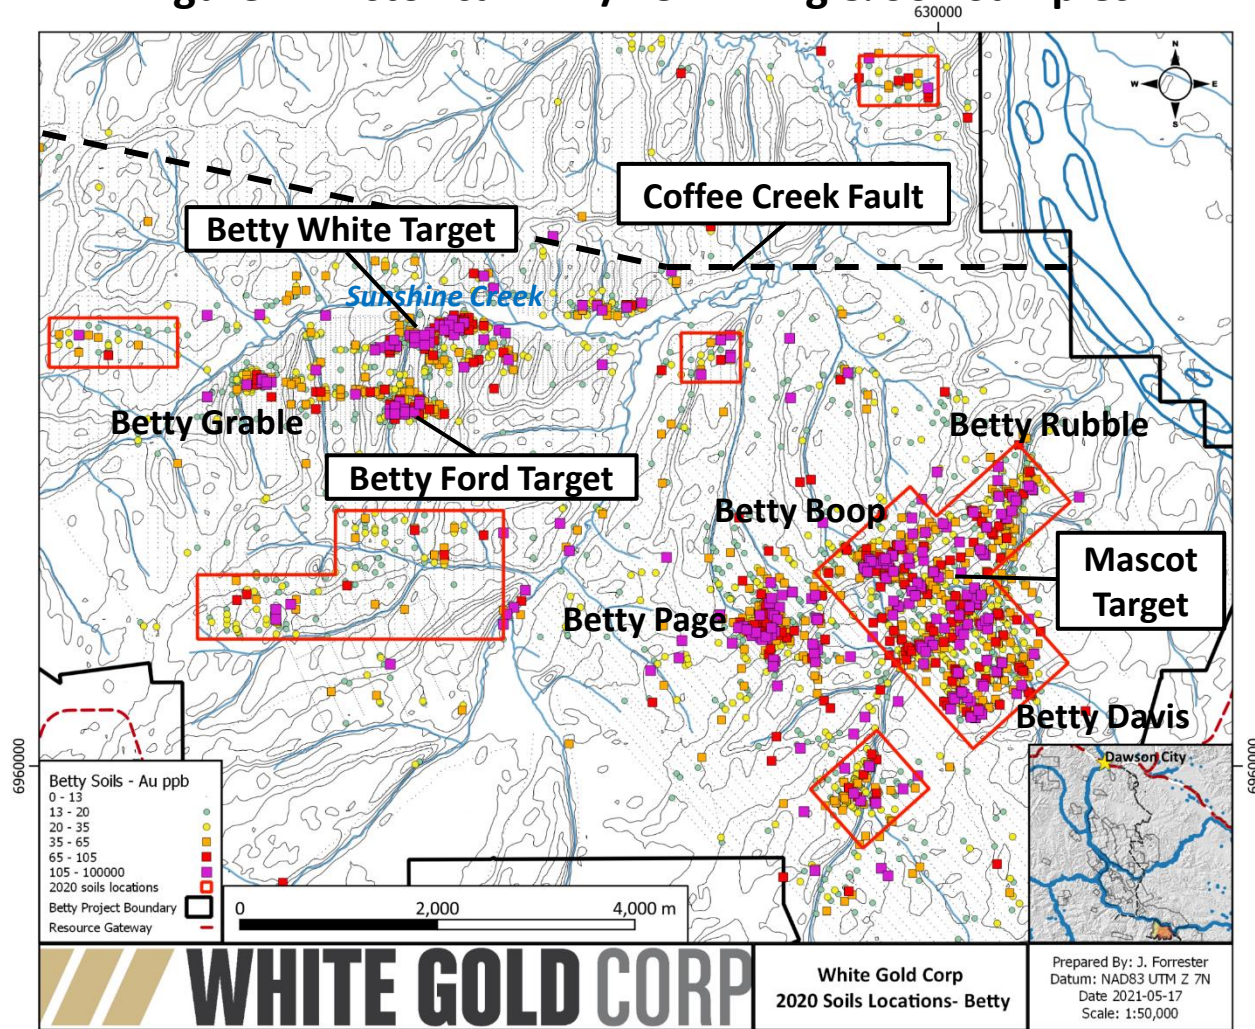 630000
N
W E
S
Coffee Creek Fault
Betty White Target
Sunshine Creek
Betty Grable
Betty Rubble
Betty Ford Target
Betty Boop
Mascot
Target
Betty Page
Betty Davis
6960000
6960000
Dawson City
Betty Soils - Au ppb
0 - 13
13 - 20
20 - 35
35 - 65
65 - 105
105 - 100000
2020 soils locations
Betty Project Boundary
Resource Gateway
0 2,000 4,000 m
WHITE GOLD CORP
White Gold Corp
2020 Soils Locations- Betty
Prepared By: J. Forrester
Datum: NAD83 UTM Z 7N
Date 2021-05-17
Scale: 1:50,000